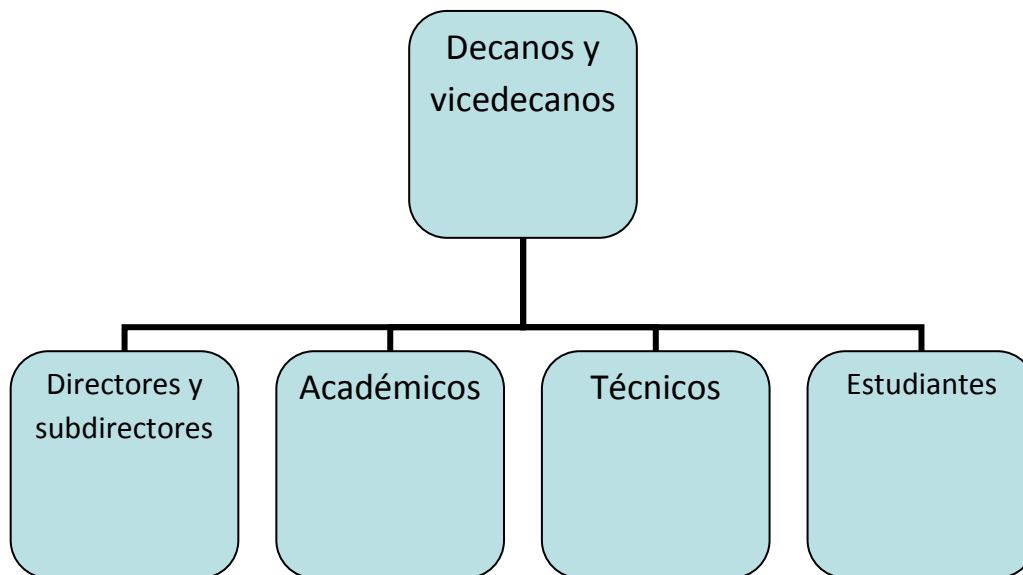 Decanos y
vicedecanos
Directores y
subdirectores
Académicos
Técnicos
Estudiantes